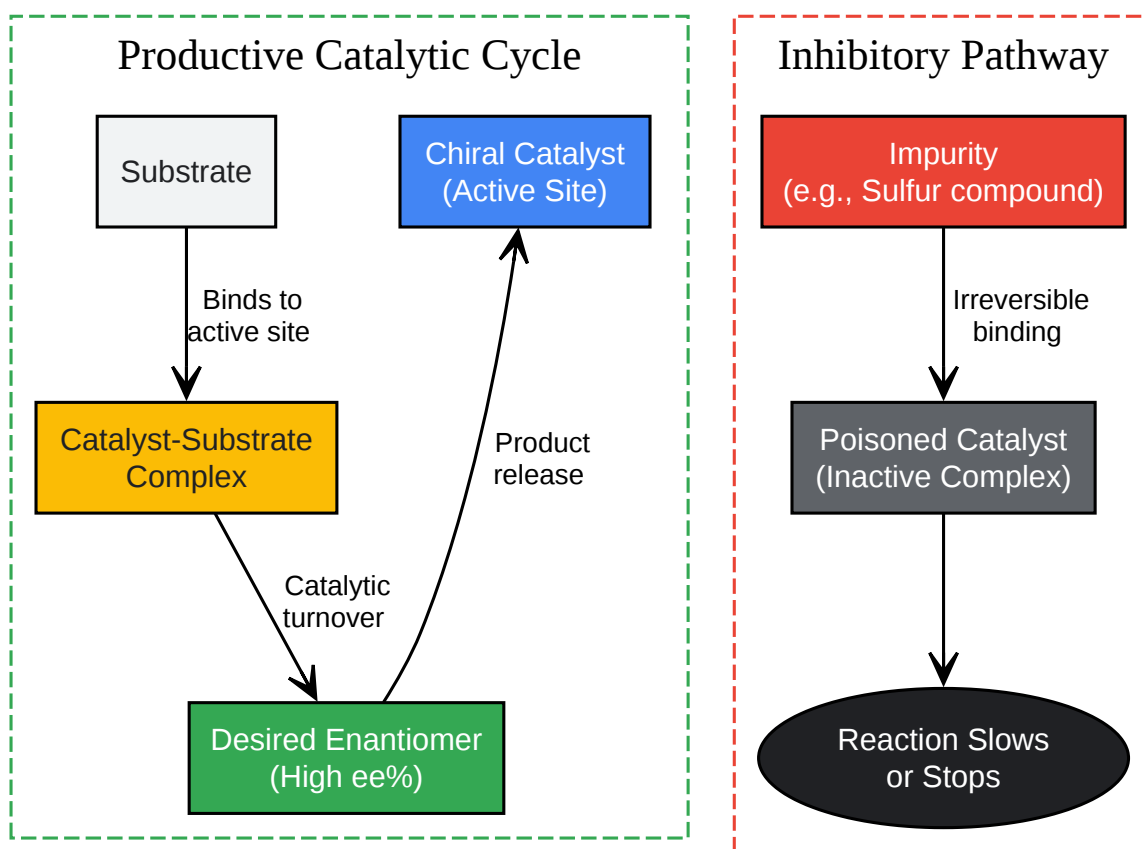 Productive Catalytic Cycle
Substrate
Chiral Catalyst
(Active Site)
Binds to
active site
Catalyst-Substrate
Complex
Product
release
Catalytic
turnover
Desired Enantiomer
(High ee%)
Inhibitory Pathway
Impurity
(e.g., Sulfur compound)
Irreversible
binding
Poisoned Catalyst
(Inactive Complex)
Reaction Slows
or Stops